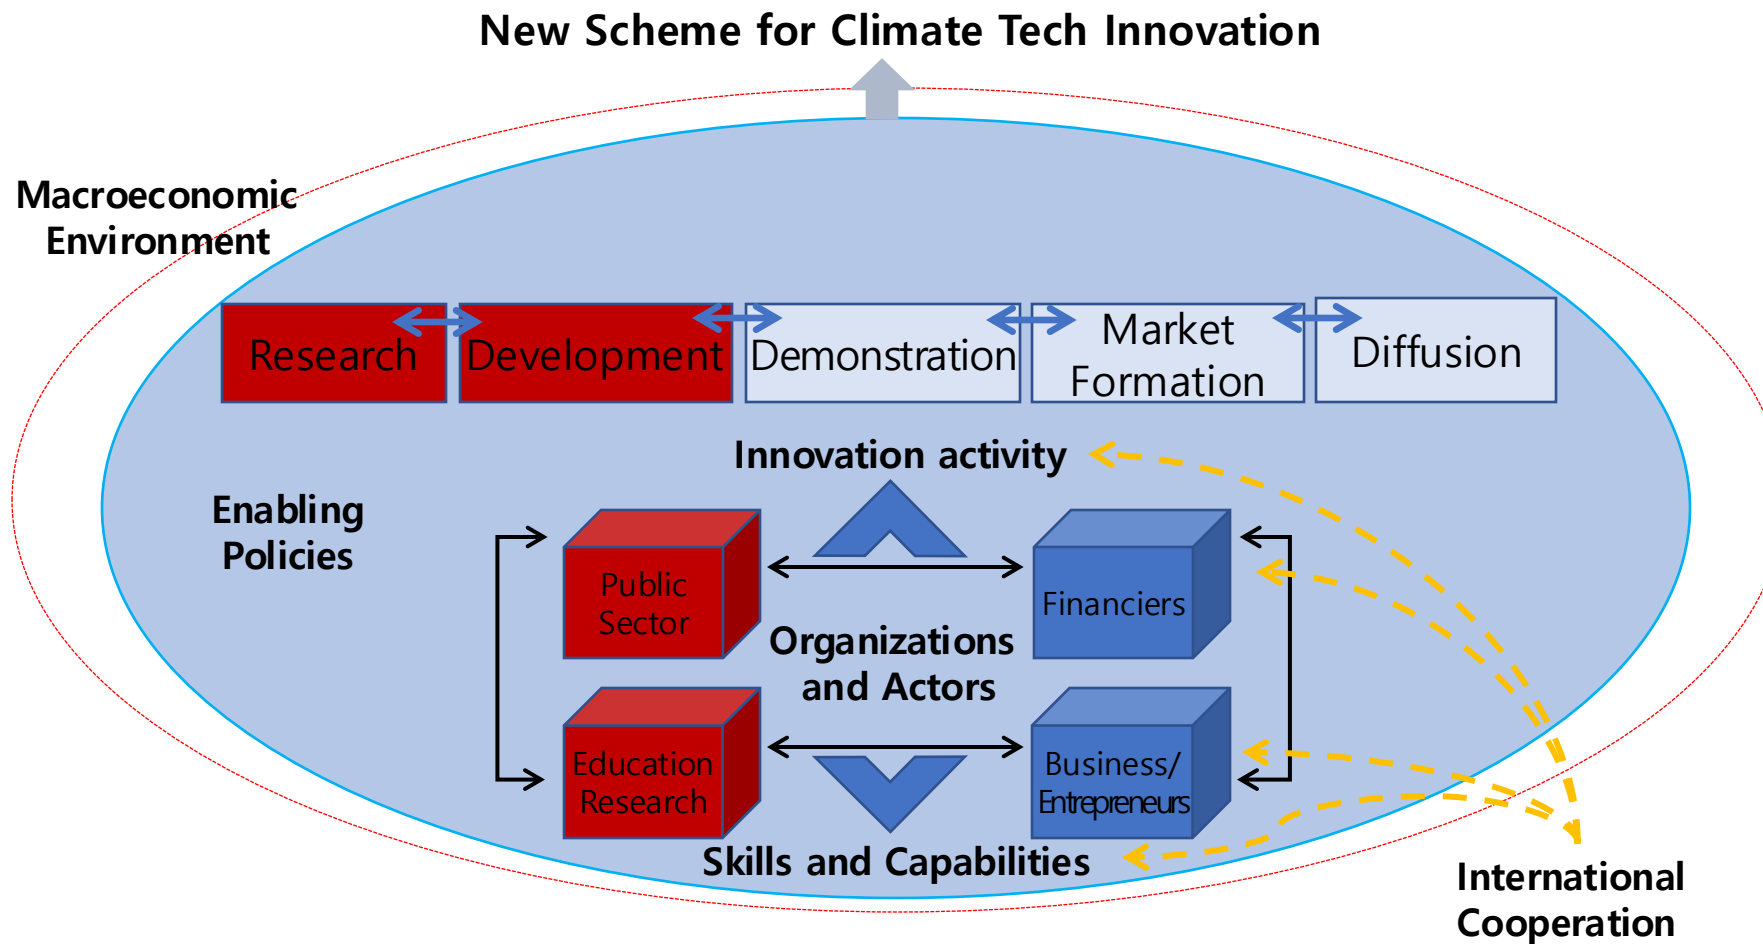 New Scheme for Climate Tech Innovation
Macroeconomic
Environment
Research
Development
Demonstration
Market
Formation
Diffusion
Innovation activity
Enabling
Policies
Public
Sector
Financiers
Organizations
and Actors
Education
Research
Business/
Entrepreneurs
Skills and Capabilities
International
Cooperation